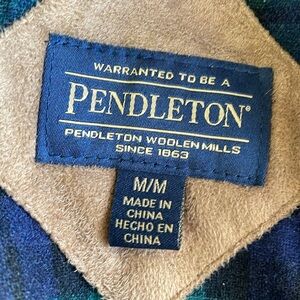 WARRANTED TO BE A
PENDLETON®
PENDLETON WOOLEN MILLS
SINCE 1863
M/M
MADE IN
CHINA
HECHO EN
CHINA